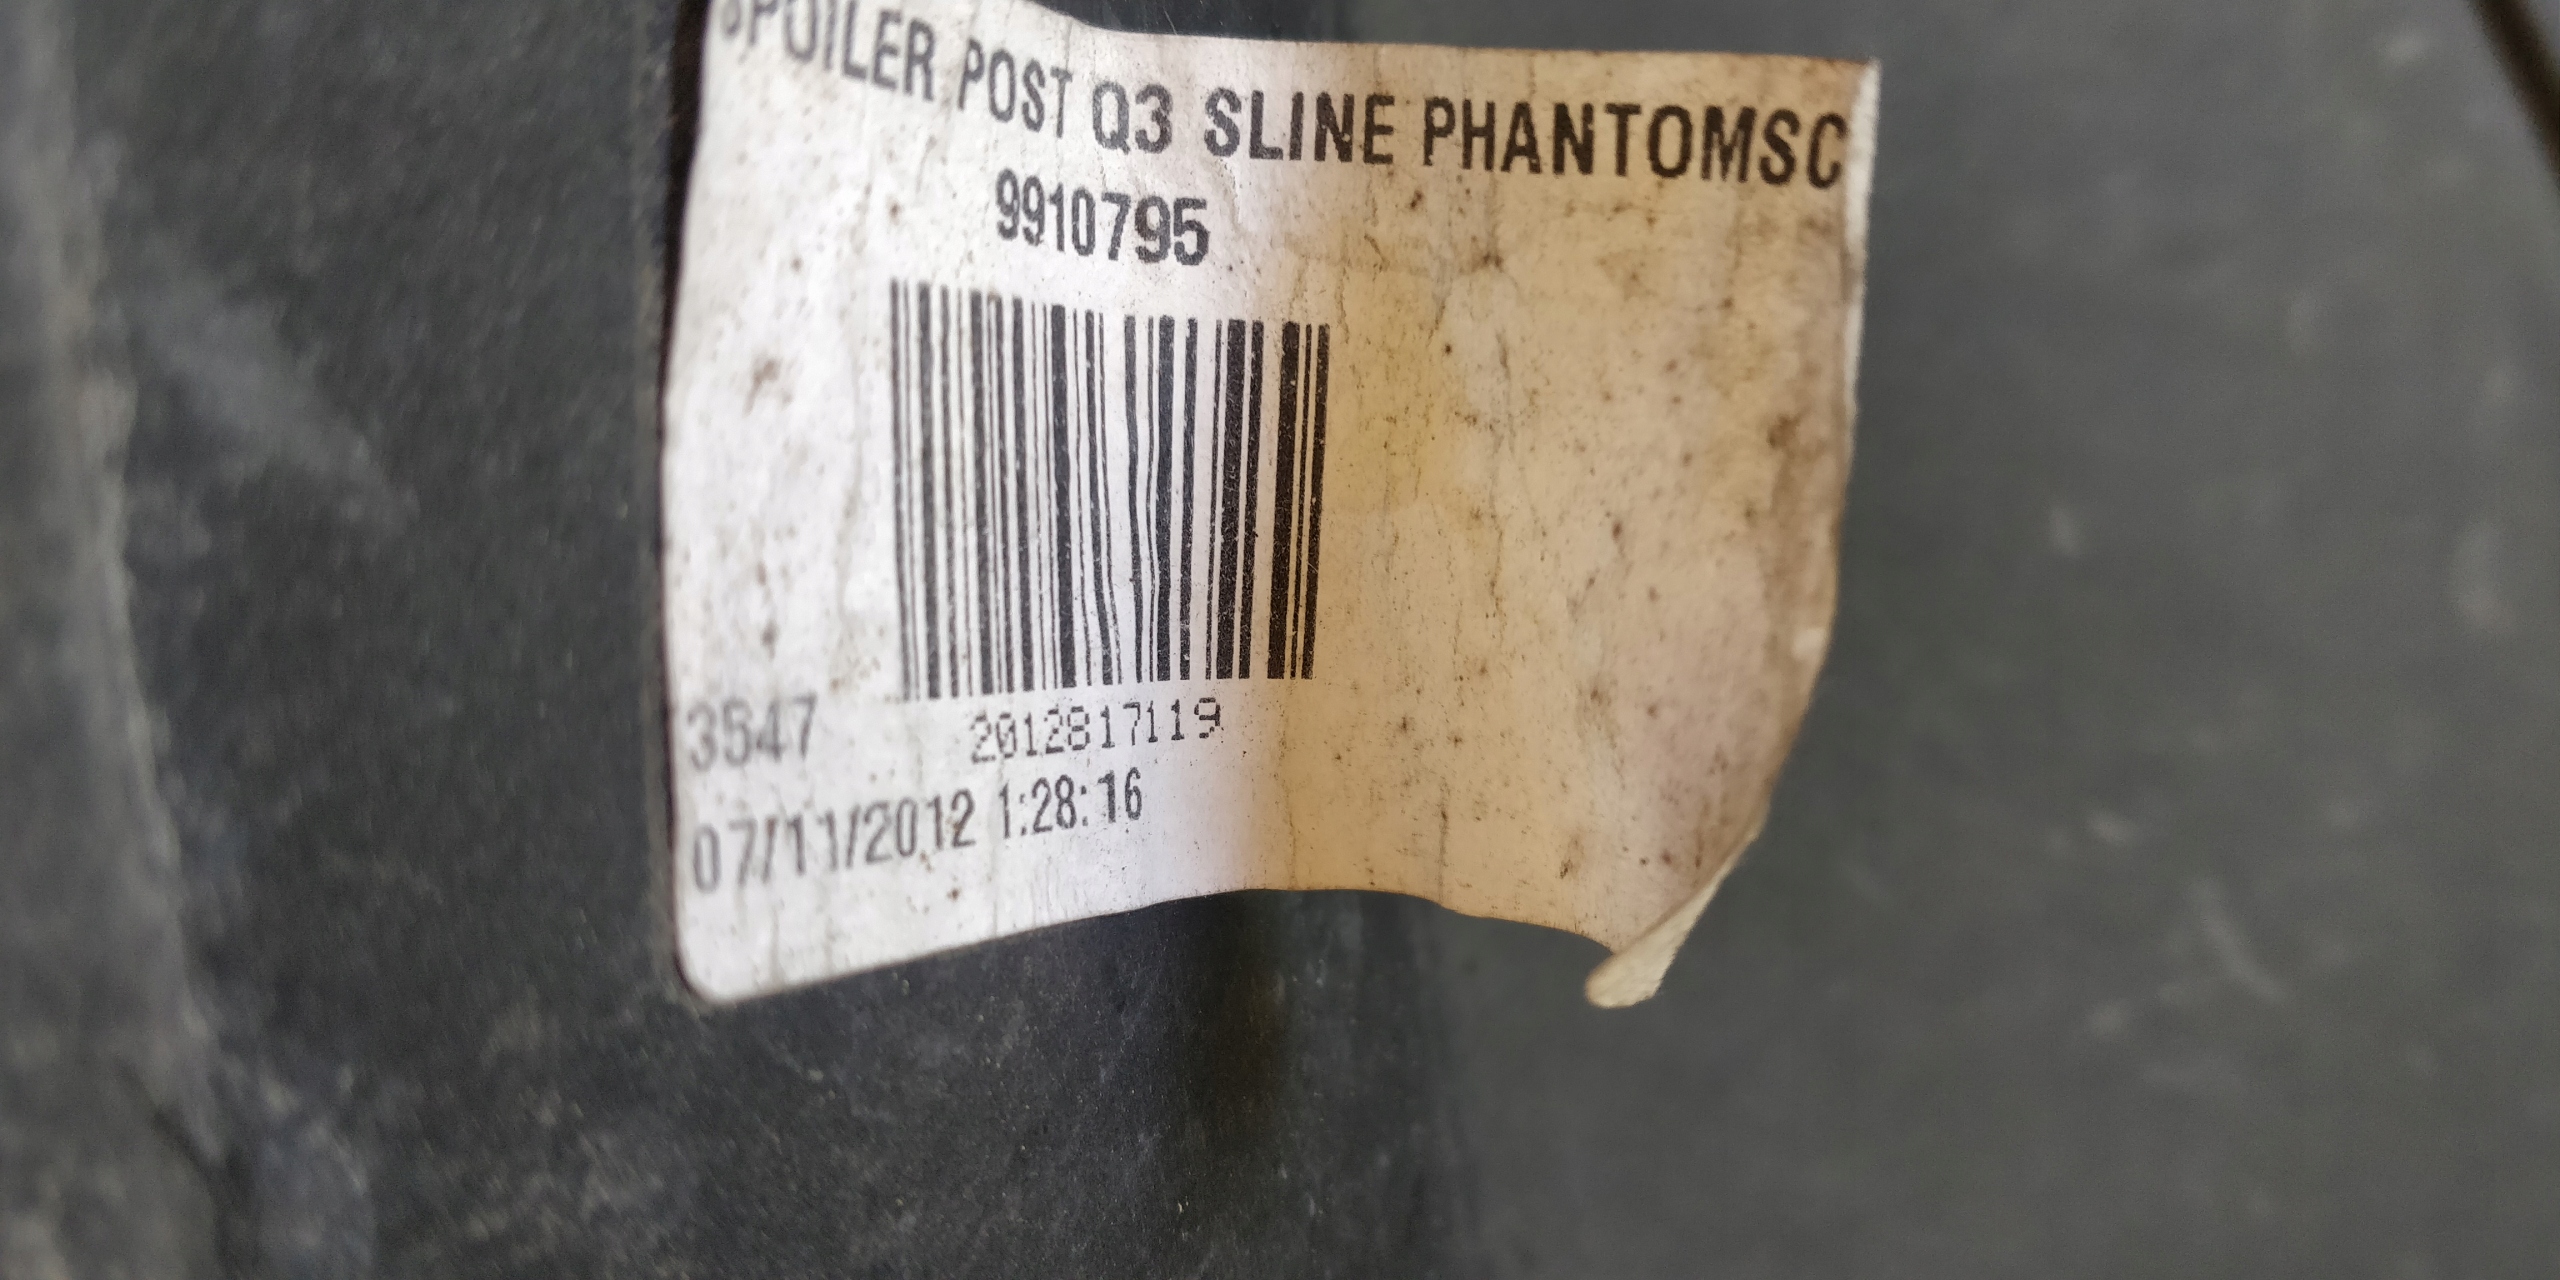 SPOILER POST Q3 SLINE PHANTOMSC
9910795
3547
2012817119
07/11/2012 1:28:16